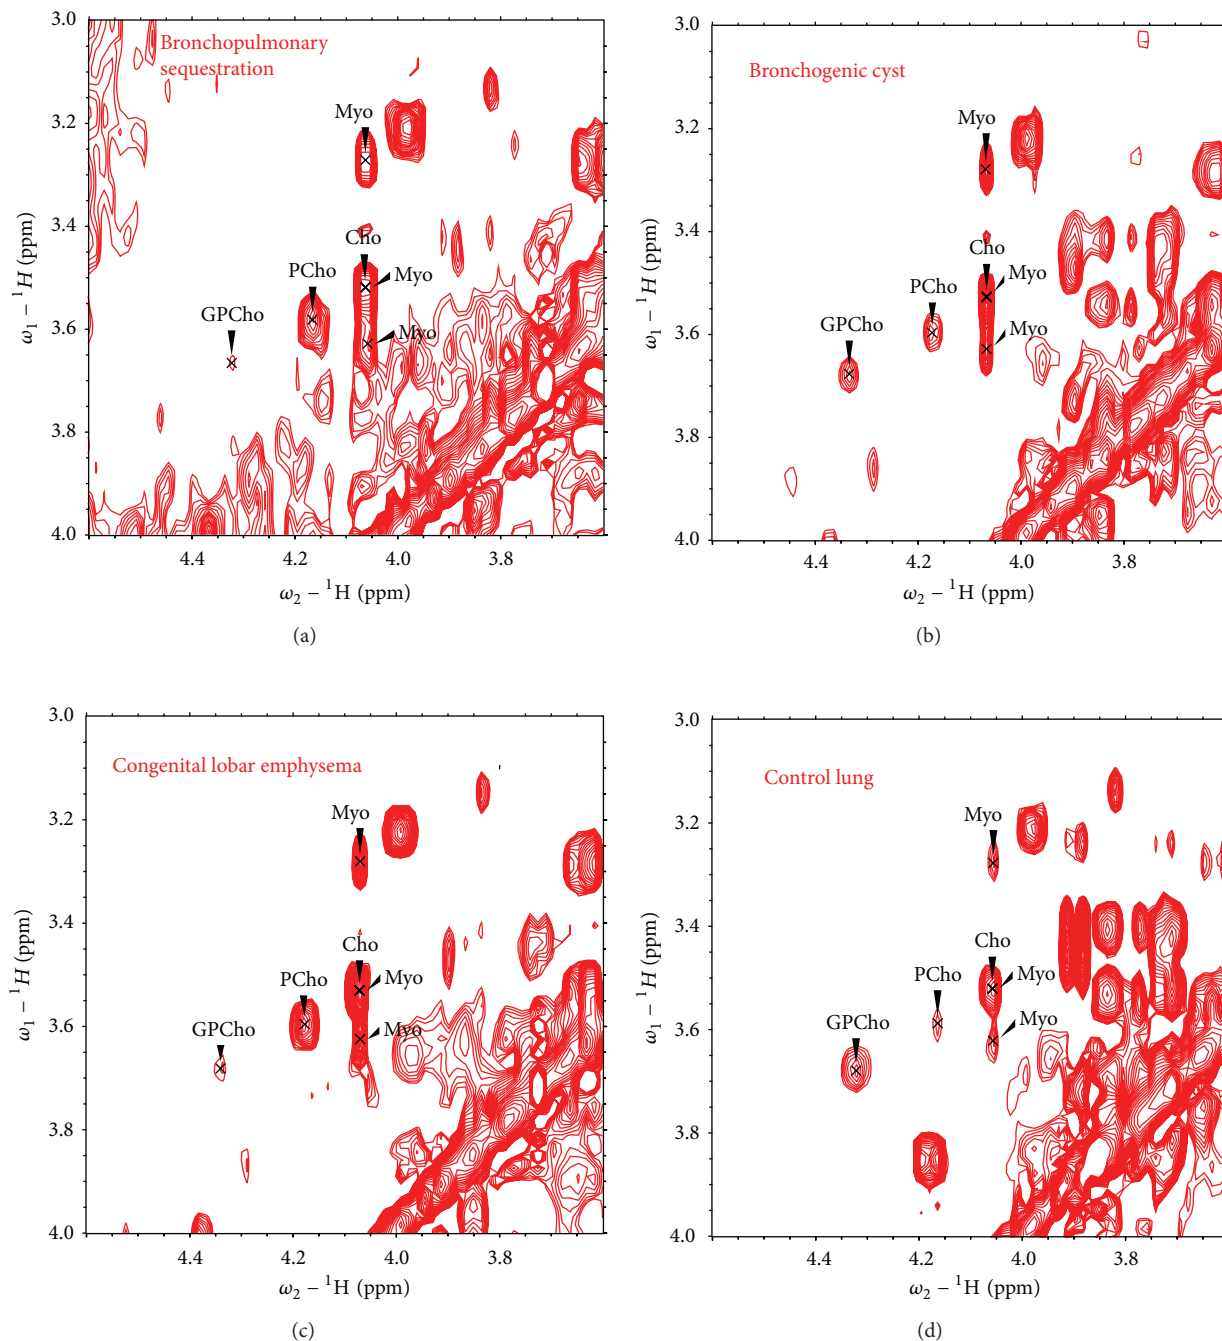 3.0
3.2
3.4
3.6
3.8
4.0
ω1 – 1H (ppm)
Bronchopulmonary
sequestration
Myo
Cho
Myo
PCho
GPCho
Myo
4.4
4.2
4.0
3.8
ω2 – 1H (ppm)
(a)
3.0
3.2
3.4
3.6
3.8
4.0
ω1 – 1H (ppm)
Bronchogenic cyst
Myo
Cho
Myo
PCho
Myo
GPCho
4.4
4.2
4.0
3.8
ω2 – 1H (ppm)
(b)
3.0
3.2
3.4
3.6
3.8
4.0
ω1 – 1H (ppm)
Congenital lobar emphysema
Myo
Cho
Myo
PCho
GPCho
Myo
4.4
4.2
4.0
3.8
ω2 – 1H (ppm)
(c)
3.0
3.2
3.4
3.6
3.8
4.0
ω1 – 1H (ppm)
Control lung
Myo
Cho
PCho
Myo
Myo
GPCho
4.4
4.2
4.0
3.8
ω2 – 1H (ppm)
(d)